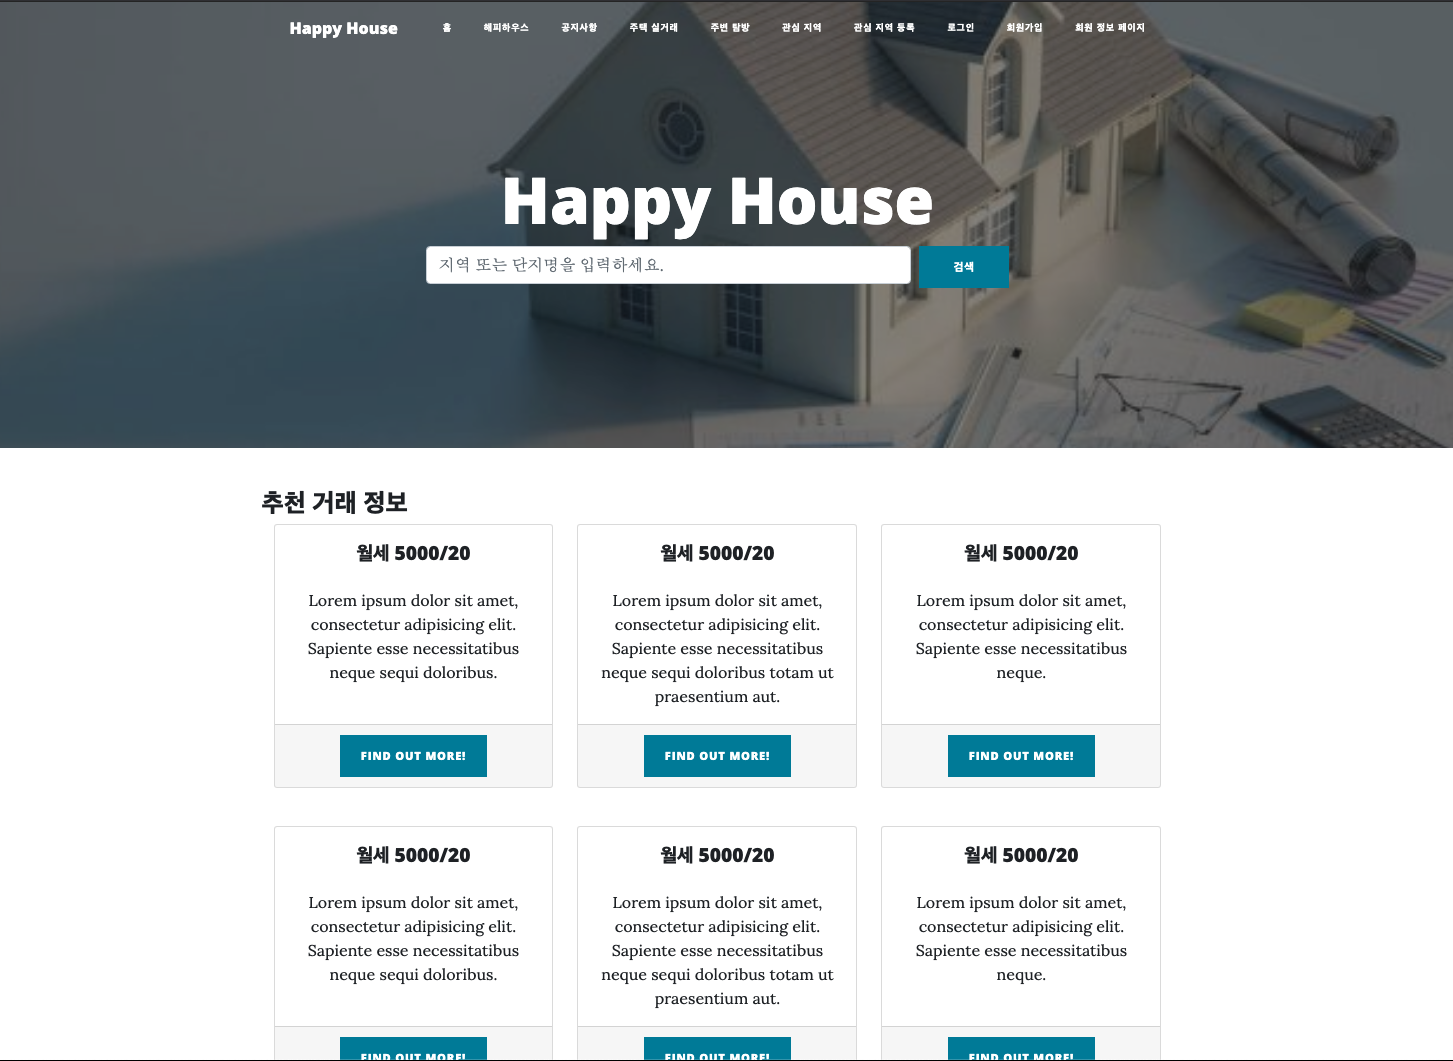 Happy House 홈 해피하우스 공지사항 주택 실거래 주변 탐방 관심 지역 관심 지역 등록 로그인 회원가입 회원 정보 페이지
Happy House
지역 또는 단지명을 입력하세요. 검색
추천 거래 정보
월세 5000/20
Lorem ipsum dolor sit amet,
consectetur adipisicing elit.
Sapiente esse necessitatibus
neque sequi doloribus.
FIND OUT MORE!
월세 5000/20
Lorem ipsum dolor sit amet,
consectetur adipisicing elit.
Sapiente esse necessitatibus
neque sequi doloribus totam ut
praesentium aut.
FIND OUT MORE!
월세 5000/20
Lorem ipsum dolor sit amet,
consectetur adipisicing elit.
Sapiente esse necessitatibus
neque.
FIND OUT MORE!
월세 5000/20
Lorem ipsum dolor sit amet,
consectetur adipisicing elit.
Sapiente esse necessitatibus
neque sequi doloribus.
FIND OUT MORE!
월세 5000/20
Lorem ipsum dolor sit amet,
consectetur adipisicing elit.
Sapiente esse necessitatibus
neque sequi doloribus totam ut
praesentium aut.
FIND OUT MORE!
월세 5000/20
Lorem ipsum dolor sit amet,
consectetur adipisicing elit.
Sapiente esse necessitatibus
neque.
FIND OUT MORE!